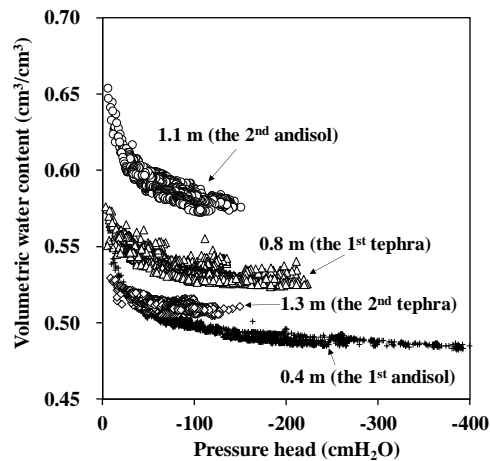 0.70
0.65
0.60
0.55
0.50
0.45
Volumetric water content (cm³/cm³)
1.1 m (the 2nd andisol)
0.8 m (the 1st tephra)
1.3 m (the 2nd tephra)
0.4 m (the 1st andisol)
0 -100 -200 -300 -400
Pressure head (cmH₂O)